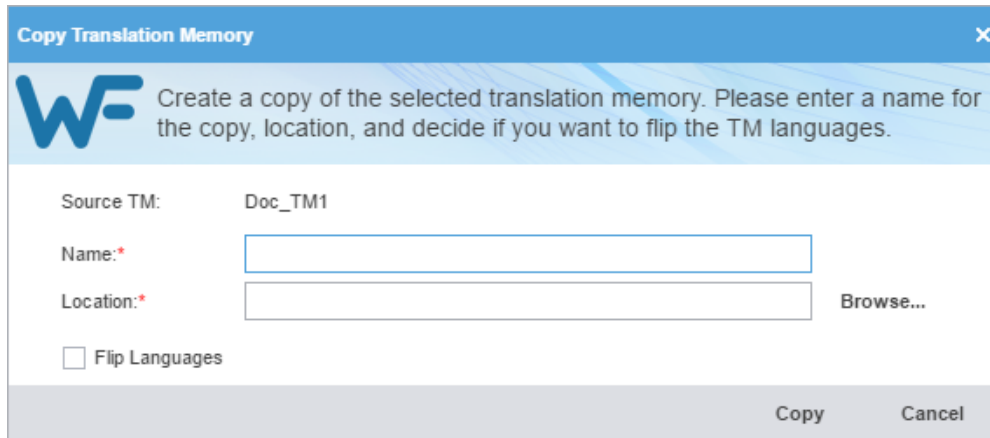 Copy Translation Memory
WF
Create a copy of the selected translation memory. Please enter a name for
the copy, location, and decide if you want to flip the TM languages.
Source TM: Doc_TM1
Name:*
Location:* Browse...
Flip Languages
Copy Cancel